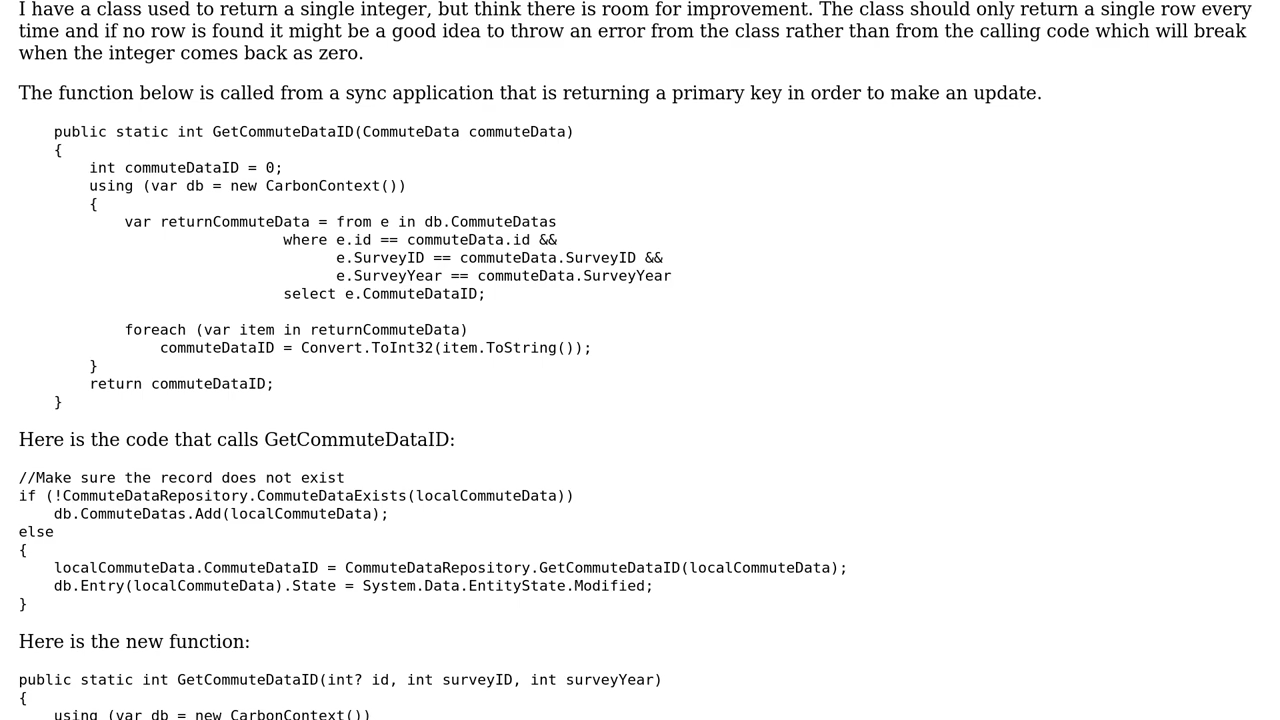 I have a class used to return a single integer, but think there is room for improvement. The class should only return a single row every
time and if no row is found it might be a good idea to throw an error from the class rather than from the calling code which will break
when the integer comes back as zero.
The function below is called from a sync application that is returning a primary key in order to make an update.
    public static int GetCommuteDataID(CommuteData commuteData)
    {
        int commuteDataID = 0;
        using (var db = new CarbonContext())
        {
            var returnCommuteData = from e in db.CommuteDatas
                              where e.id == commuteData.id &&
                                    e.SurveyID == commuteData.SurveyID &&
                                    e.SurveyYear == commuteData.SurveyYear
                              select e.CommuteDataID;
            foreach (var item in returnCommuteData)
                commuteDataID = Convert.ToInt32(item.ToString());
        }
        return commuteDataID;
    }
Here is the code that calls GetCommuteDataID:
//Make sure the record does not exist
if (!CommuteDataRepository.CommuteDataExists(localCommuteData))
    db.CommuteDatas.Add(localCommuteData);
else
{
    localCommuteData.CommuteDataID = CommuteDataRepository.GetCommuteDataID(localCommuteData);
    db.Entry(localCommuteData).State = System.Data.EntityState.Modified;
}
Here is the new function:
public static int GetCommuteDataID(int? id, int surveyID, int surveyYear)
{
    using (var db = new CarbonContext())